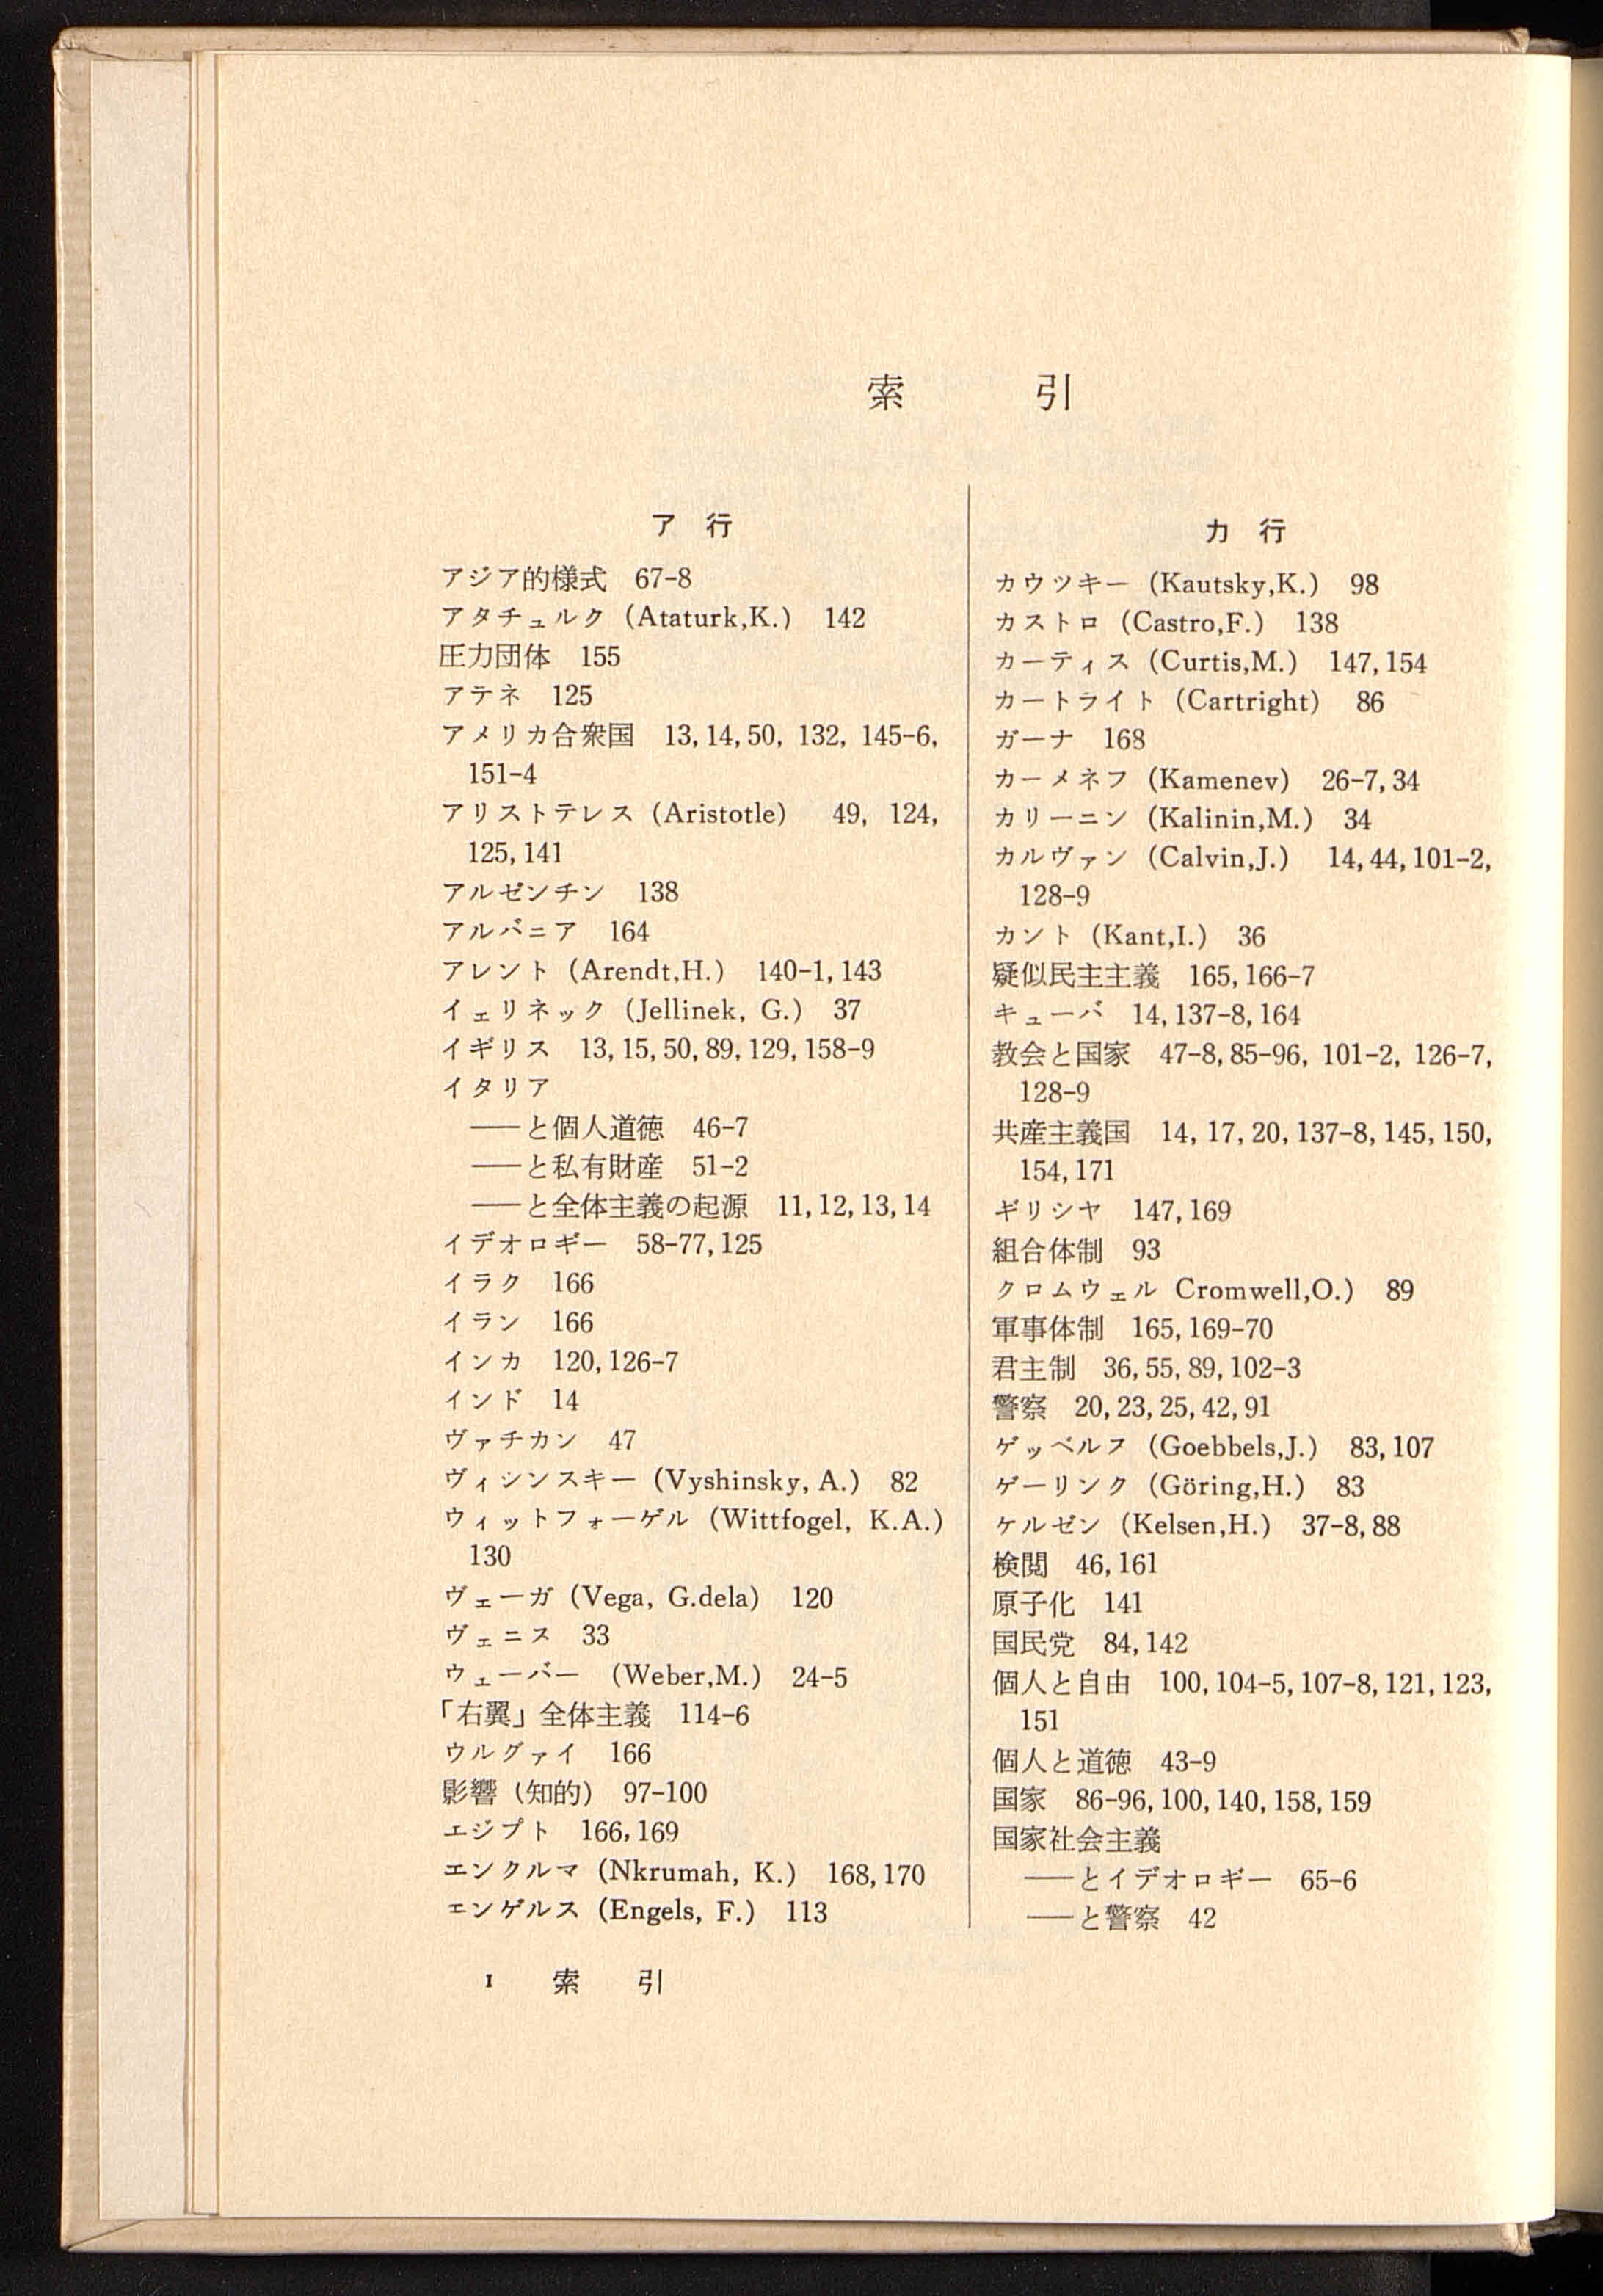 索引
ア行
アジア的様式 67-8
アタチュルク (Ataturk,K.) 142
圧力団体 155
アテネ 125
アメリカ合衆国 13, 14, 50, 132, 145-6,
151-4
アリストテレス (Aristotle) 49, 124,
125, 141
アルゼンチン 138
アルバニア 164
アレント (Arendt,H.) 140-1, 143
イェリネック (Jellinek, G.) 37
イギリス 13, 15, 50, 89, 129, 158-9
イタリア
――と個人道徳 46-7
――と私有財産 51-2
――と全体主義の起源 11, 12, 13, 14
イデオロギー 58-77, 125
イラク 166
イラン 166
インカ 120, 126-7
インド 14
ヴァチカン 47
ヴィシンスキー (Vyshinsky, A.) 82
ウィットフォーゲル (Wittfogel, K.A.)
130
ヴェーガ (Vega, G.dela) 120
ヴェニス 33
ウェーバー (Weber,M.) 24-5
「右翼」全体主義 114-6
ウルグァイ 166
影響(知的) 97-100
エジプト 166, 169
エンクルマ (Nkrumah, K.) 168, 170
エンゲルス (Engels, F.) 113
カ行
カウツキー (Kautsky,K.) 98
カストロ (Castro,F.) 138
カーティス (Curtis,M.) 147, 154
カートライト (Cartright) 86
ガーナ 168
カーメネフ (Kamenev) 26-7, 34
カリーニン (Kalinin,M.) 34
カルヴァン (Calvin,J.) 14, 44, 101-2,
128-9
カント (Kant,I.) 36
疑似民主主義 165, 166-7
キューバ 14, 137-8, 164
教会と国家 47-8, 85-96, 101-2, 126-7,
128-9
共産主義国 14, 17, 20, 137-8, 145, 150,
154, 171
ギリシヤ 147, 169
組合体制 93
クロムウェル Cromwell,O.) 89
軍事体制 165, 169-70
君主制 36, 55, 89, 102-3
警察 20, 23, 25, 42, 91
ゲッベルス (Goebbels,J.) 83, 107
ゲーリンク (Göring,H.) 83
ケルゼン (Kelsen,H.) 37-8, 88
検閲 46, 161
原子化 141
国民党 84, 142
個人と自由 100, 104-5, 107-8, 121, 123,
151
個人と道徳 43-9
国家 86-96, 100, 140, 158, 159
国家社会主義
――とイデオロギー 65-6
――と警察 42
1 索引